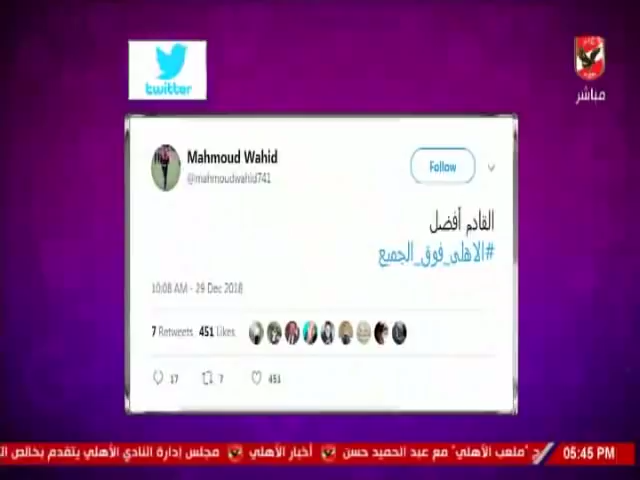 twitter
مباشر
Mahmoud Wahid
@mahmoudwahid741
Follow
القادم أفضل
#الاهلى_فوق_الجميع
10:08 AM - 29 Dec 2018
7 Retweets 451 Likes
17 7 451
ج "ملعب الأهلي" مع عبد الحميد حسن أخبار الأهلي مجلس إدارة النادي الأهلي يتقدم بخالص
05:45 PM